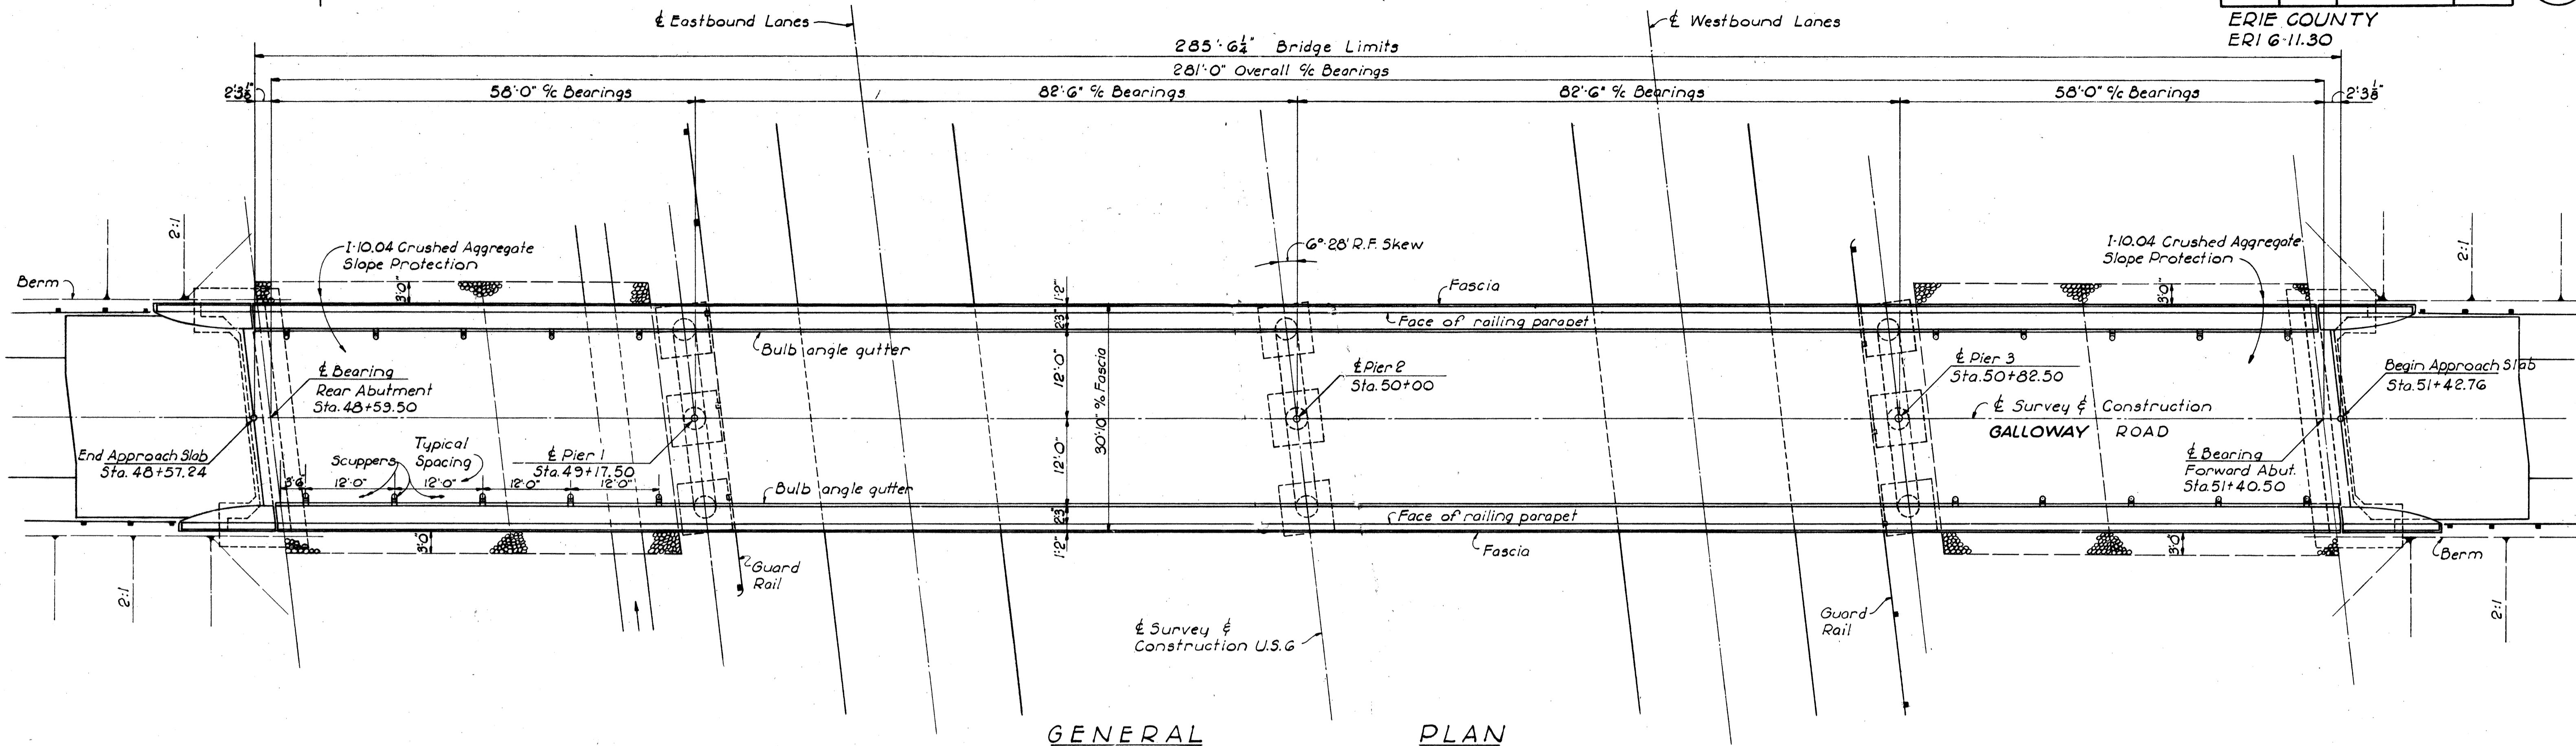 ERIE COUNTY
ERI 6-11.30
℄ Eastbound Lanes
℄ Westbound Lanes
285'-6¼" Bridge Limits
281'-0" Overall c/c Bearings
2'3⅛"
58'-0" c/c Bearings
82'-6" c/c Bearings
82'-6" c/c Bearings
58'-0" c/c Bearings
2'3⅛"
2:1
I-10.04 Crushed Aggregate
Slope Protection
6°-28' R.F. Skew
I-10.04 Crushed Aggregate
Slope Protection
2:1
Berm
3'0"
1'-2"
Fascia
3'0"
23"
Face of railing parapet
Bulb angle gutter
℄ Bearing
Rear Abutment
Sta. 48+59.50
12'-0"
30'-10" % Fascia
℄ Pier 2
Sta. 50+00
℄ Pier 3
Sta. 50+82.50
Begin Approach Slab
Sta. 51+42.76
℄ Survey & Construction
GALLOWAY ROAD
End Approach Slab
Sta. 48+57.24
Scuppers
Typical
Spacing
℄ Pier 1
Sta. 49+17.50
12'-0"
℄ Bearing
Forward Abut.
Sta. 51+40.50
3'6"
12'0"
12'0"
12'0"
12'0"
Bulb angle gutter
23"
Face of railing parapet
3'0"
1'-2"
Fascia
3'0"
Berm
Guard
Rail
2:1
℄ Survey &
Construction U.S.6
Guard
Rail
2:1
GENERAL PLAN